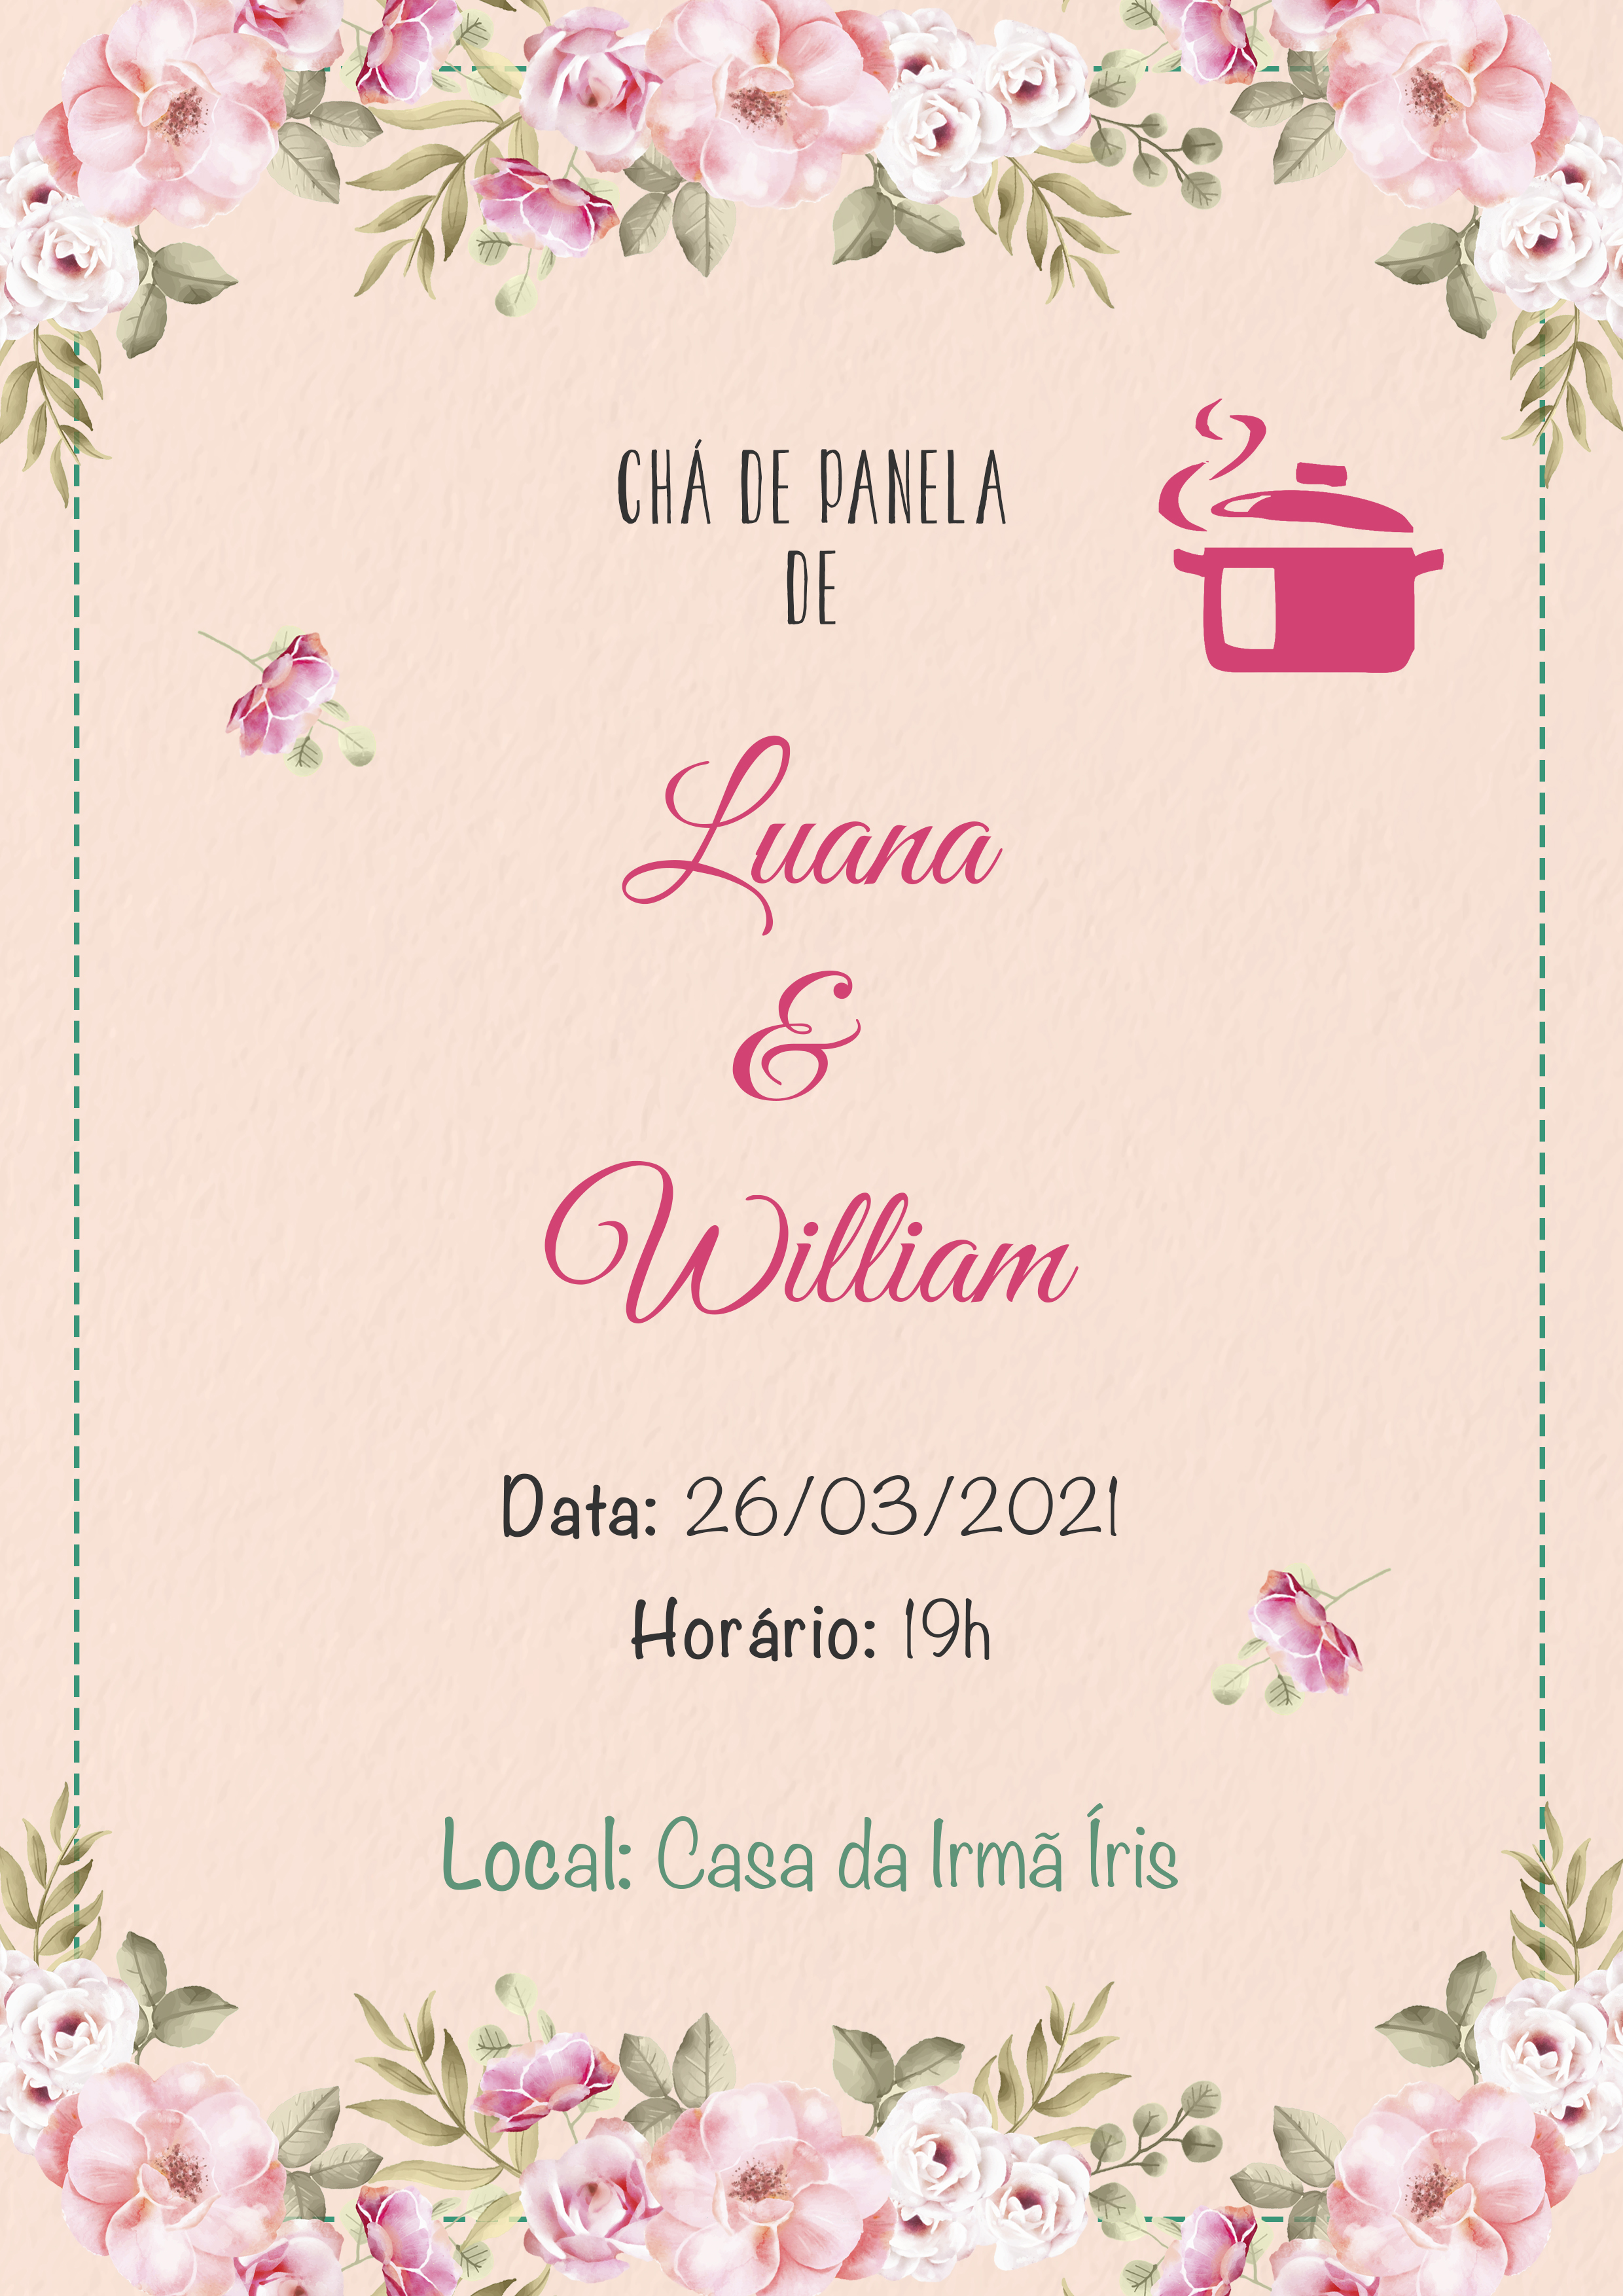 CHÁ DE PANELA
DE
Luana
&
William
Data: 26/03/2021
Horário: 19h
Local: Casa da Irmã Íris